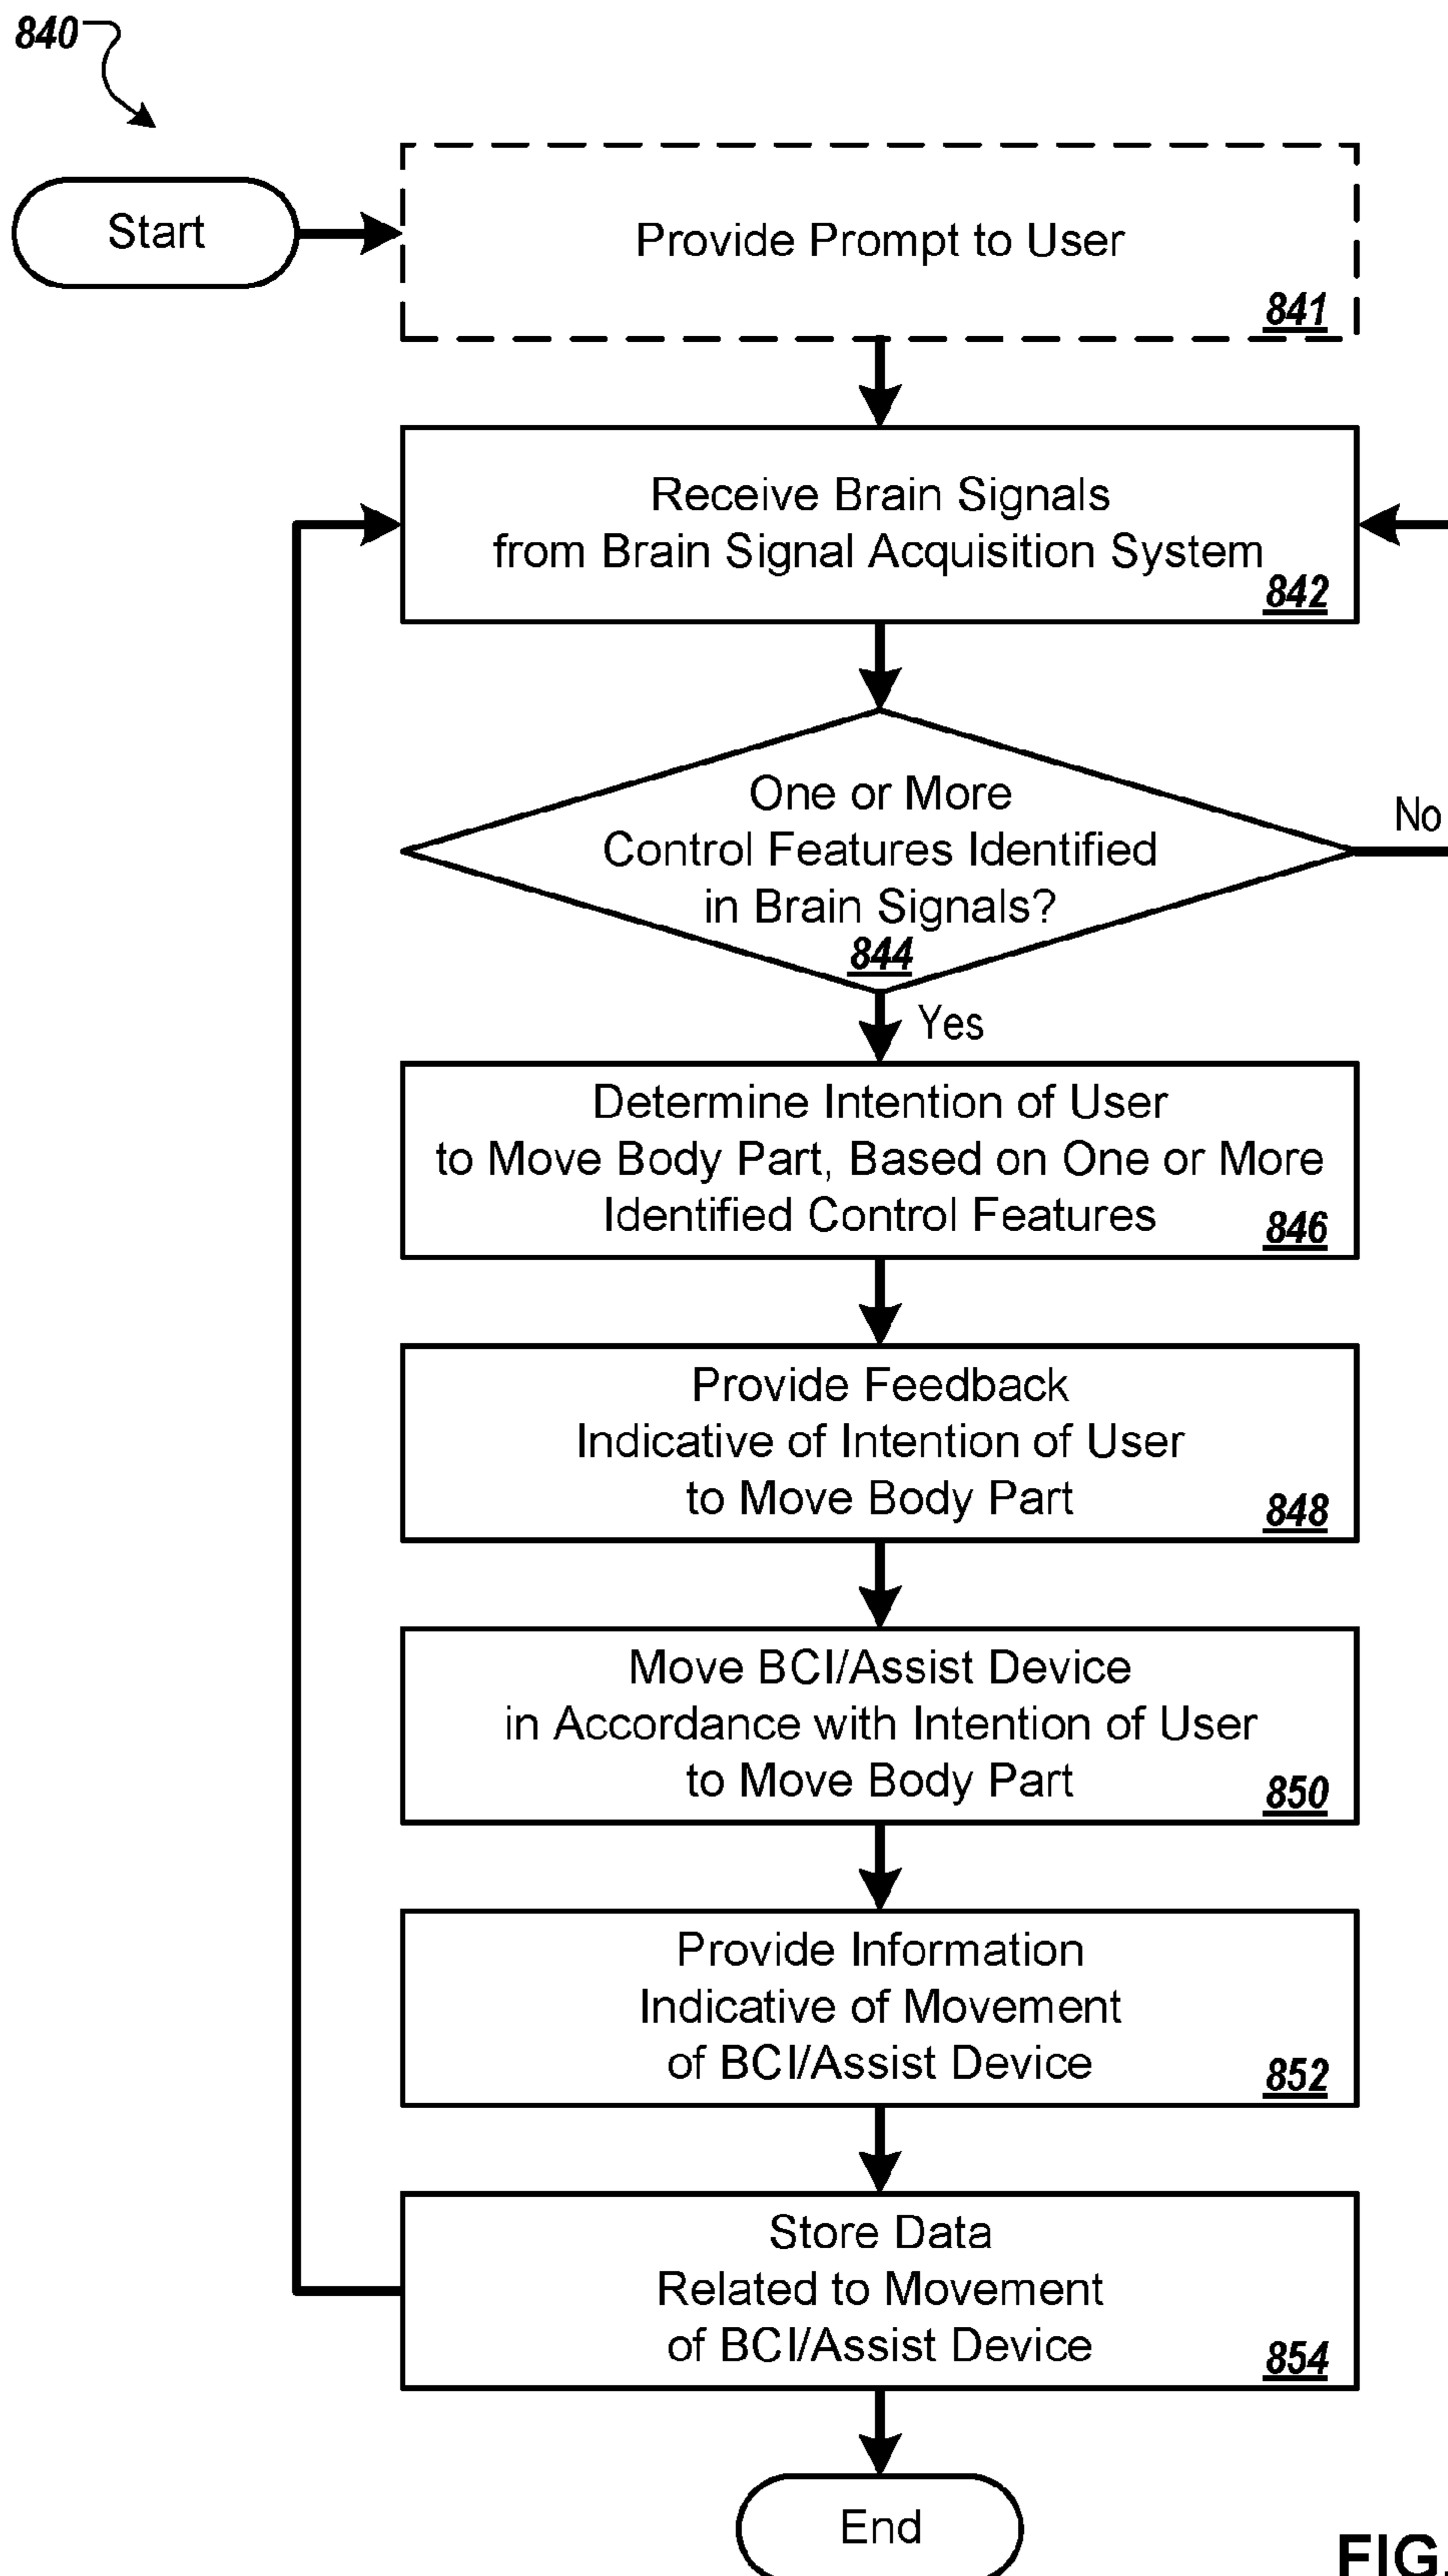 840
Start
Provide Prompt to User
841
Receive Brain Signals
from Brain Signal Acquisition System
842
One or More
Control Features Identified
in Brain Signals?
844
No
Yes
Determine Intention of User
to Move Body Part, Based on One or More
Identified Control Features
846
Provide Feedback
Indicative of Intention of User
to Move Body Part
848
Move BCI/Assist Device
in Accordance with Intention of User
to Move Body Part
850
Provide Information
Indicative of Movement
of BCI/Assist Device
852
Store Data
Related to Movement
of BCI/Assist Device
854
End
FIG.